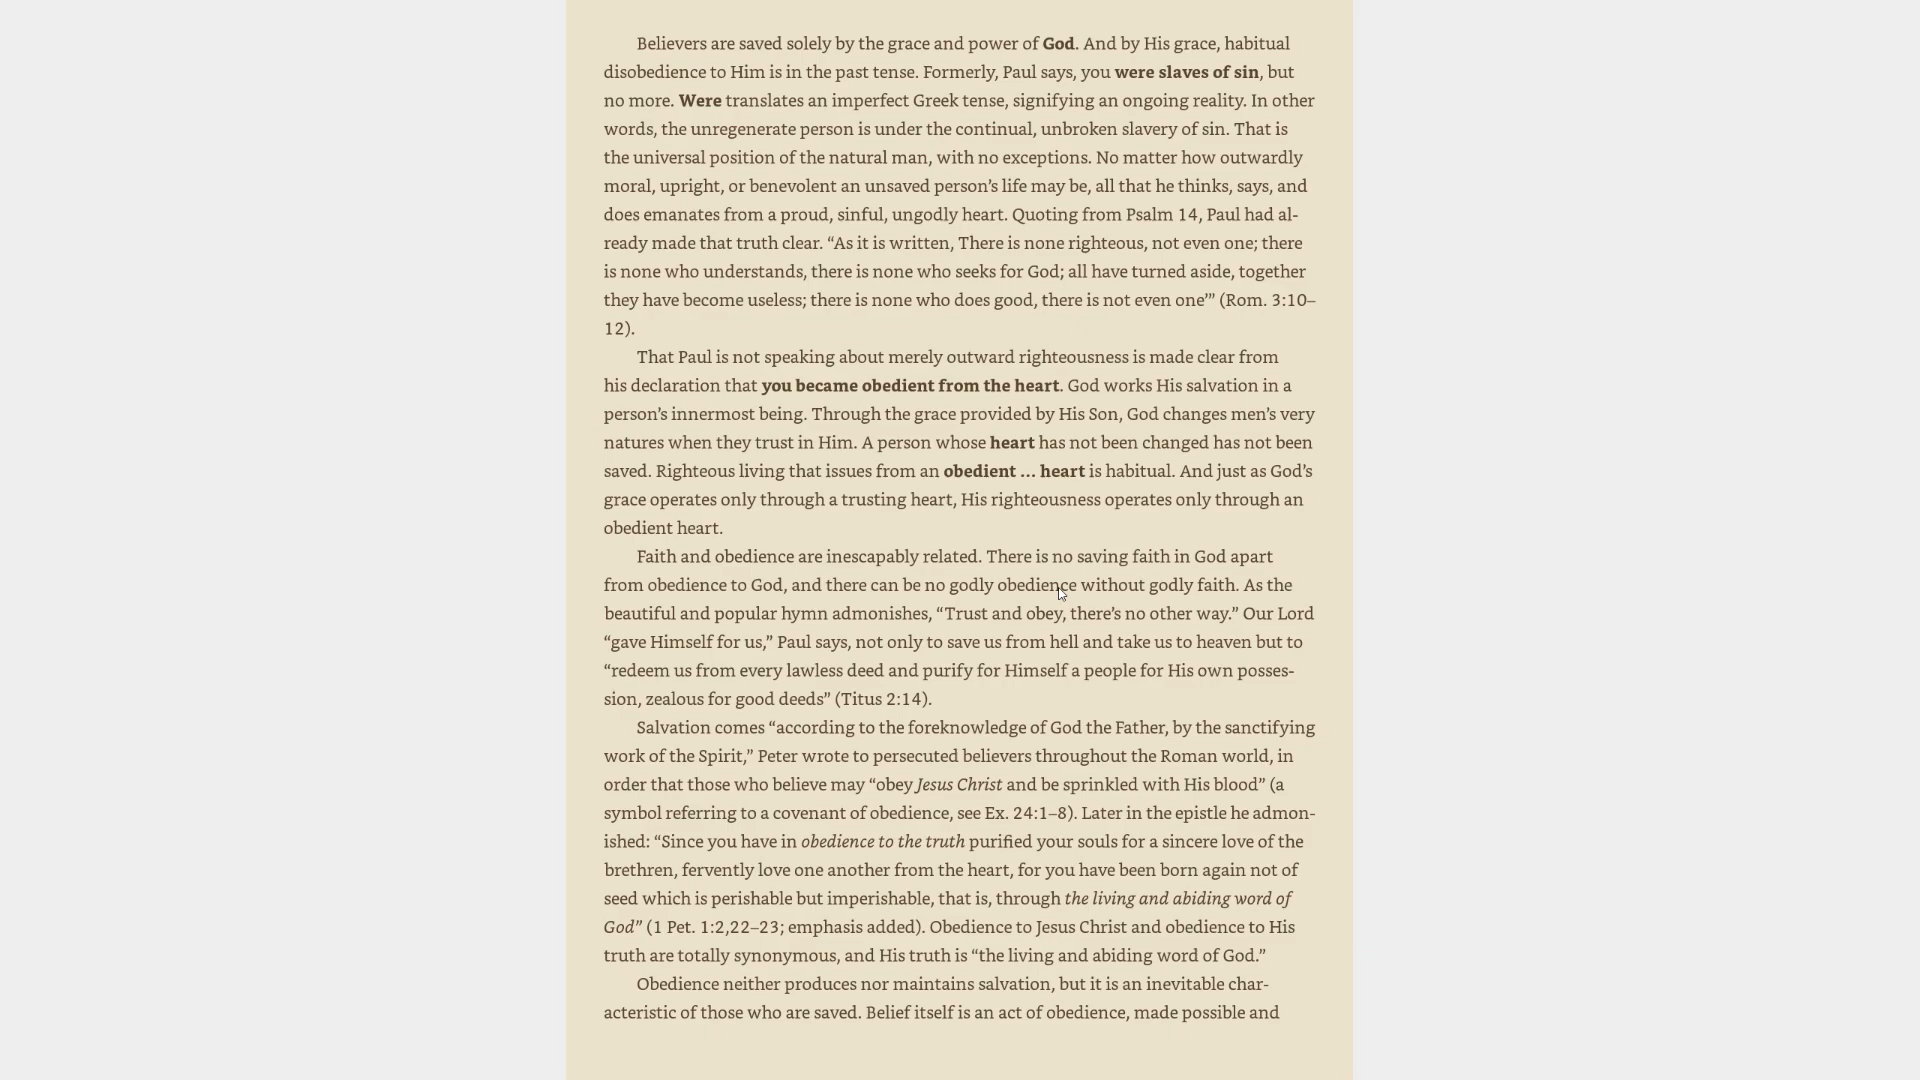 Believers are saved solely by the grace and power of God. And by His grace, habitual
disobedience to Him is in the past tense. Formerly, Paul says, you were slaves of sin, but
no more. Were translates an imperfect Greek tense, signifying an ongoing reality. In other
words, the unregenerate person is under the continual, unbroken slavery of sin. That is
the universal position of the natural man, with no exceptions. No matter how outwardly
moral, upright, or benevolent an unsaved person’s life may be, all that he thinks, says, and
does emanates from a proud, sinful, ungodly heart. Quoting from Psalm 14, Paul had al-
ready made that truth clear. “As it is written, There is none righteous, not even one; there
is none who understands, there is none who seeks for God; all have turned aside, together
they have become useless; there is none who does good, there is not even one’” (Rom. 3:10–
12).
That Paul is not speaking about merely outward righteousness is made clear from
his declaration that you became obedient from the heart. God works His salvation in a
person’s innermost being. Through the grace provided by His Son, God changes men’s very
natures when they trust in Him. A person whose heart has not been changed has not been
saved. Righteous living that issues from an obedient … heart is habitual. And just as God’s
grace operates only through a trusting heart, His righteousness operates only through an
obedient heart.
Faith and obedience are inescapably related. There is no saving faith in God apart
from obedience to God, and there can be no godly obedience without godly faith. As the
beautiful and popular hymn admonishes, “Trust and obey, there’s no other way.” Our Lord
“gave Himself for us,” Paul says, not only to save us from hell and take us to heaven but to
“redeem us from every lawless deed and purify for Himself a people for His own posses-
sion, zealous for good deeds” (Titus 2:14).
Salvation comes “according to the foreknowledge of God the Father, by the sanctifying
work of the Spirit,” Peter wrote to persecuted believers throughout the Roman world, in
order that those who believe may “obey Jesus Christ and be sprinkled with His blood” (a
symbol referring to a covenant of obedience, see Ex. 24:1–8). Later in the epistle he admon-
ished: “Since you have in obedience to the truth purified your souls for a sincere love of the
brethren, fervently love one another from the heart, for you have been born again not of
seed which is perishable but imperishable, that is, through the living and abiding word of
God” (1 Pet. 1:2,22–23; emphasis added). Obedience to Jesus Christ and obedience to His
truth are totally synonymous, and His truth is “the living and abiding word of God.”
Obedience neither produces nor maintains salvation, but it is an inevitable char-
acteristic of those who are saved. Belief itself is an act of obedience, made possible and